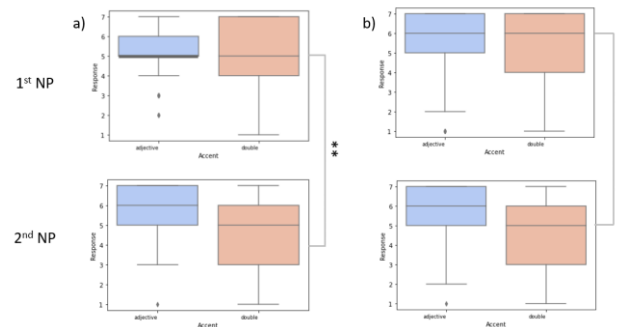 a)
b)
1st NP
7
6
5
4
3
2
1
Response
adjective
double
Accent
7
6
5
4
3
2
1
Response
adjective
double
Accent
**
2nd NP
7
6
5
4
3
2
1
Response
adjective
double
Accent
7
6
5
4
3
2
1
Response
adjective
double
Accent